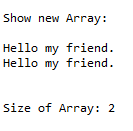 Show new Array:
Hello my friend.
Hello my friend.
Size of Array: 2